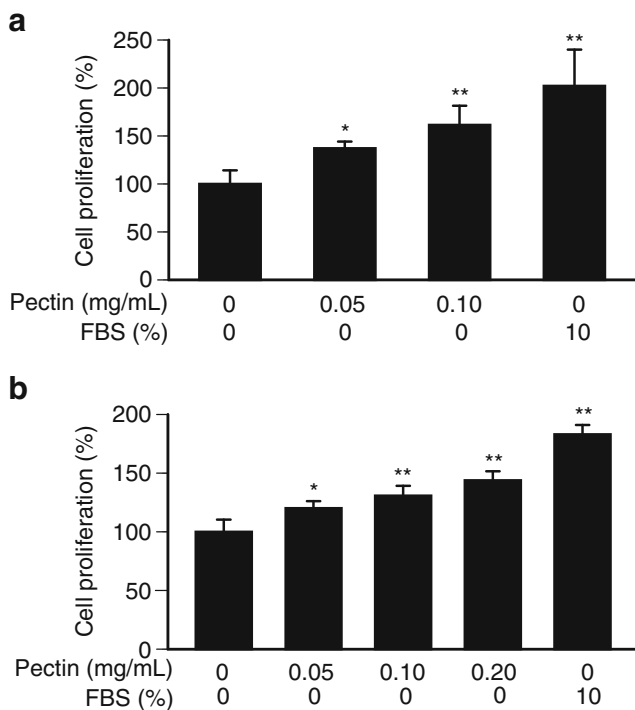 a
Cell proliferation (%)
250
200
150
100
50
0
* ** **
Pectin (mg/mL) 0 0.05 0.10 0
FBS (%) 0 0 0 10
b
Cell proliferation (%)
200
150
100
50
0
* ** ** **
Pectin (mg/mL) 0 0.05 0.10 0.20 0
FBS (%) 0 0 0 0 10